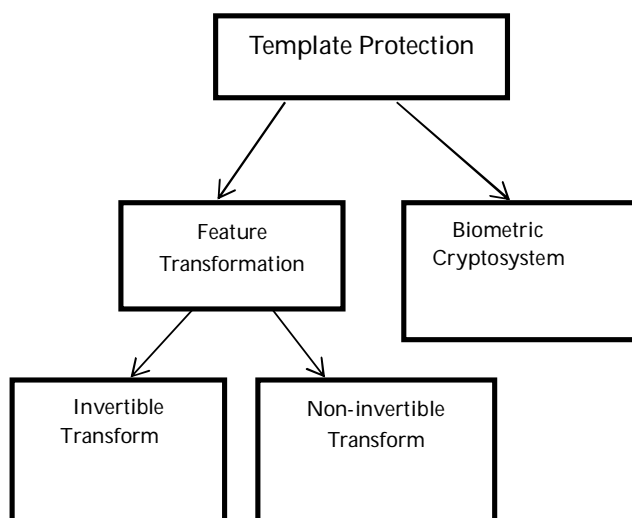 Template Protection
Feature
Transformation
Biometric
Cryptosystem
Invertible
Transform
Non-invertible
Transform